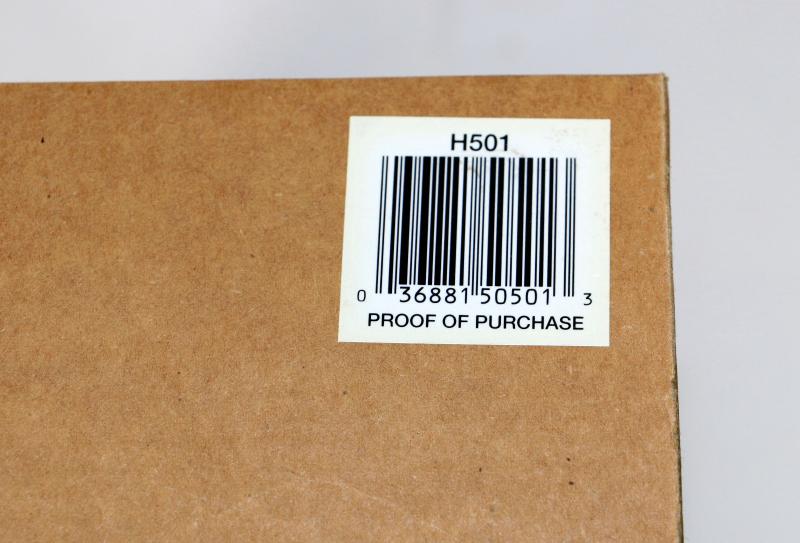 H501
0 36881 50501 3
PROOF OF PURCHASE